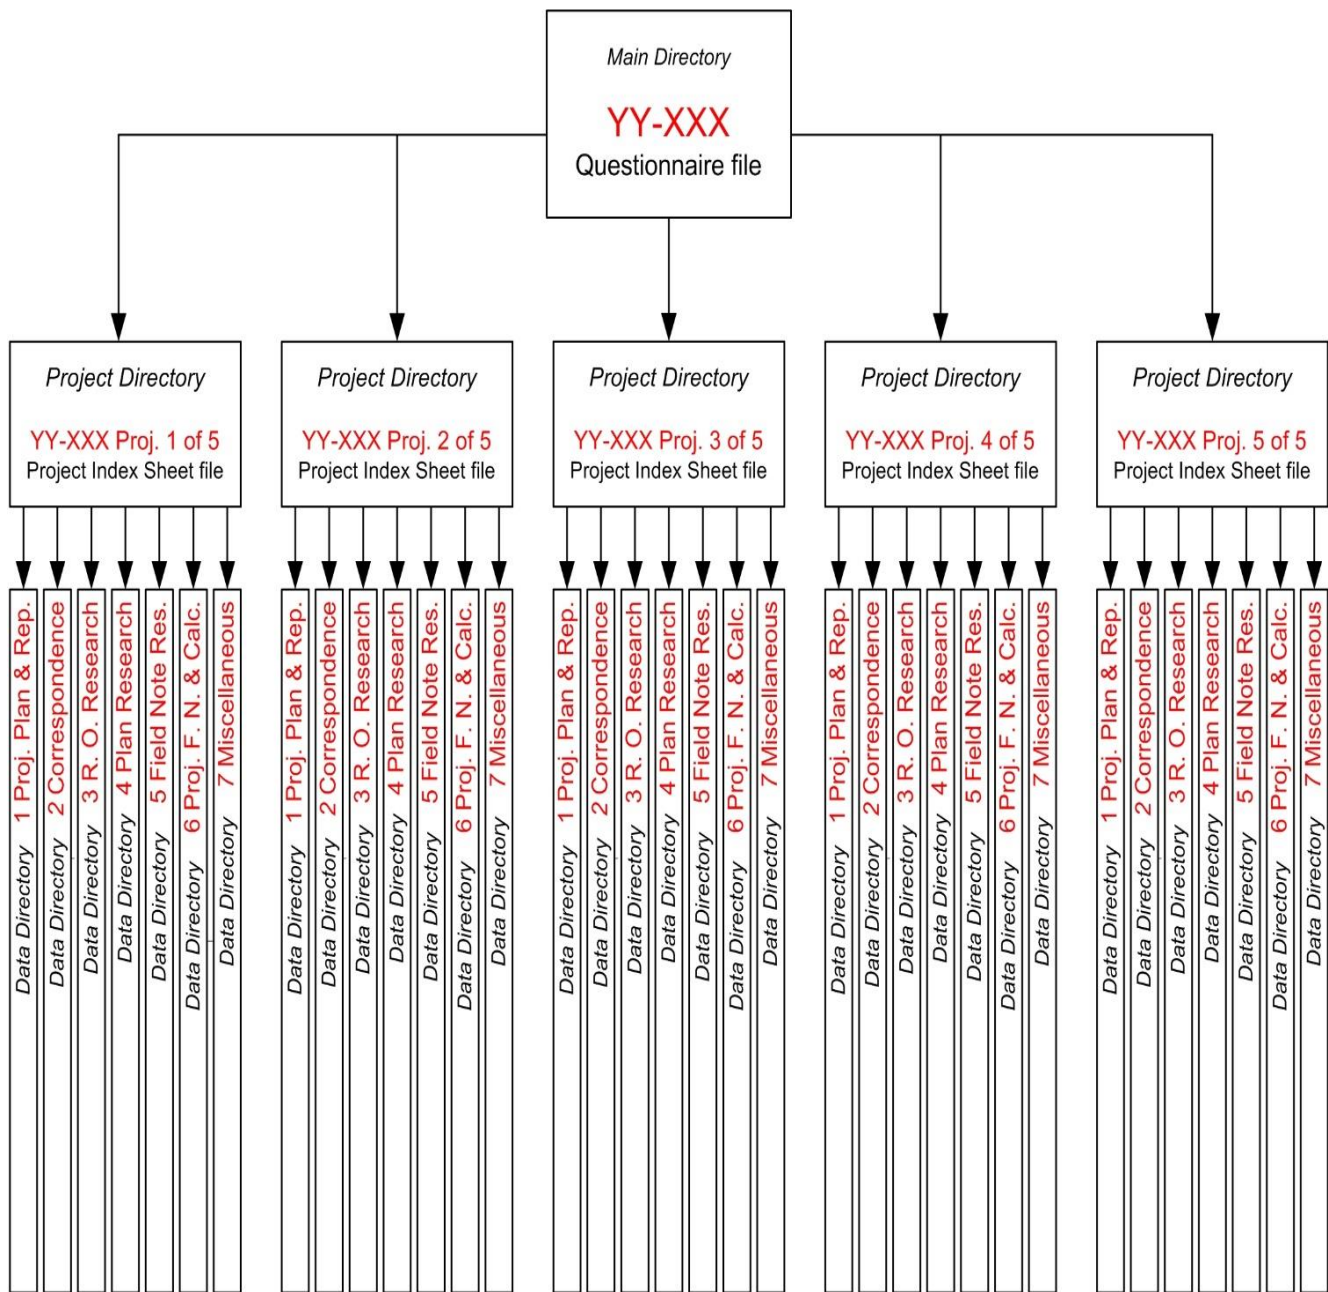 Main Directory
YY-XXX
Questionnaire file
Project Directory
YY-XXX Proj. 1 of 5
Project Index Sheet file
Project Directory
YY-XXX Proj. 2 of 5
Project Index Sheet file
Project Directory
YY-XXX Proj. 3 of 5
Project Index Sheet file
Project Directory
YY-XXX Proj. 4 of 5
Project Index Sheet file
Project Directory
YY-XXX Proj. 5 of 5
Project Index Sheet file
Data Directory 1 Proj. Plan & Rep.
Data Directory 2 Correspondence
Data Directory 3 R. O. Research
Data Directory 4 Plan Research
Data Directory 5 Field Note Res.
Data Directory 6 Proj. F. N. & Calc.
Data Directory 7 Miscellaneous
Data Directory 1 Proj. Plan & Rep.
Data Directory 2 Correspondence
Data Directory 3 R. O. Research
Data Directory 4 Plan Research
Data Directory 5 Field Note Res.
Data Directory 6 Proj. F. N. & Calc.
Data Directory 7 Miscellaneous
Data Directory 1 Proj. Plan & Rep.
Data Directory 2 Correspondence
Data Directory 3 R. O. Research
Data Directory 4 Plan Research
Data Directory 5 Field Note Res.
Data Directory 6 Proj. F. N. & Calc.
Data Directory 7 Miscellaneous
Data Directory 1 Proj. Plan & Rep.
Data Directory 2 Correspondence
Data Directory 3 R. O. Research
Data Directory 4 Plan Research
Data Directory 5 Field Note Res.
Data Directory 6 Proj. F. N. & Calc.
Data Directory 7 Miscellaneous
Data Directory 1 Proj. Plan & Rep.
Data Directory 2 Correspondence
Data Directory 3 R. O. Research
Data Directory 4 Plan Research
Data Directory 5 Field Note Res.
Data Directory 6 Proj. F. N. & Calc.
Data Directory 7 Miscellaneous